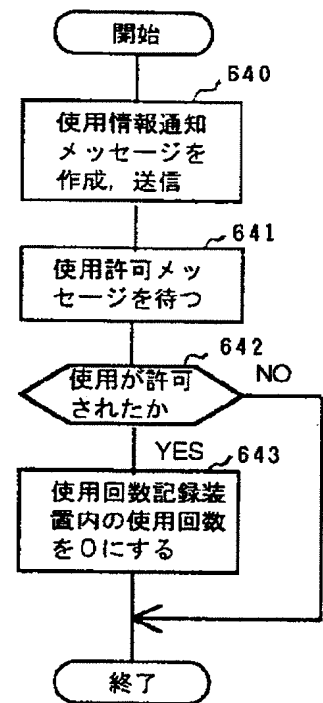 開始
640
使用情報通知
メッセージを
作成，送信
641
使用許可メッ
セージを待つ
642
使用が許可
されたか
NO
YES
643
使用回数記録装
置内の使用回数
を0にする
終了